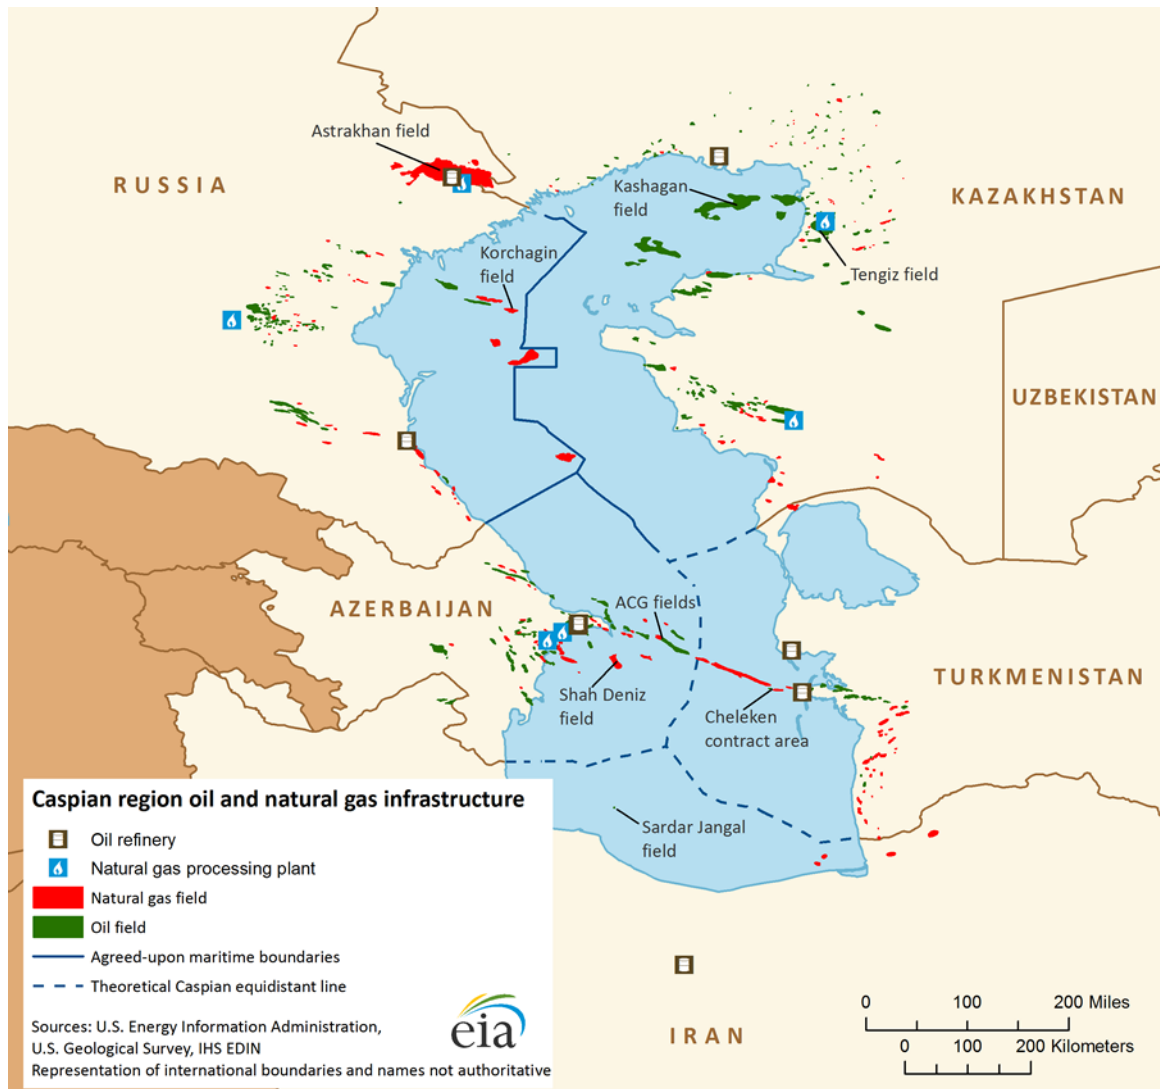 Astrakhan field
RUSSIA
Kashagan
field
KAZAKHSTAN
Korchagin
field
Tengiz field
UZBEKISTAN
AZERBAIJAN
ACG fields
TURKMENISTAN
Shah Deniz
field
Cheleken
contract area
Sardar Jangal
field
IRAN
Caspian region oil and natural gas infrastructure
Oil refinery
Natural gas processing plant
Natural gas field
Oil field
Agreed-upon maritime boundaries
Theoretical Caspian equidistant line
Sources: U.S. Energy Information Administration,
U.S. Geological Survey, IHS EDIN
Representation of international boundaries and names not authoritative
eia
0 100 200 Miles
0 100 200 Kilometers